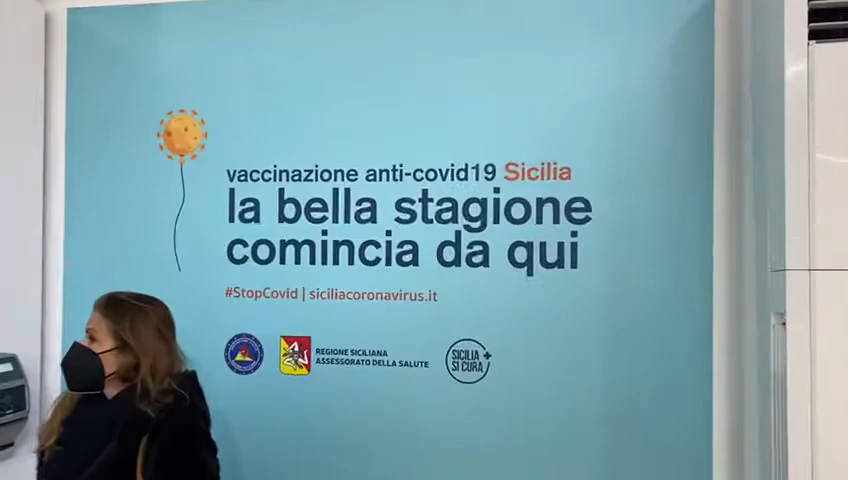 vaccinazione anti-covid19 Sicilia
la bella stagione
comincia da qui
#StopCovid | siciliacoronavirus.it
REGIONE SICILIANA
ASSESSORATO DELLA SALUTE
SICILIA
SI CURA